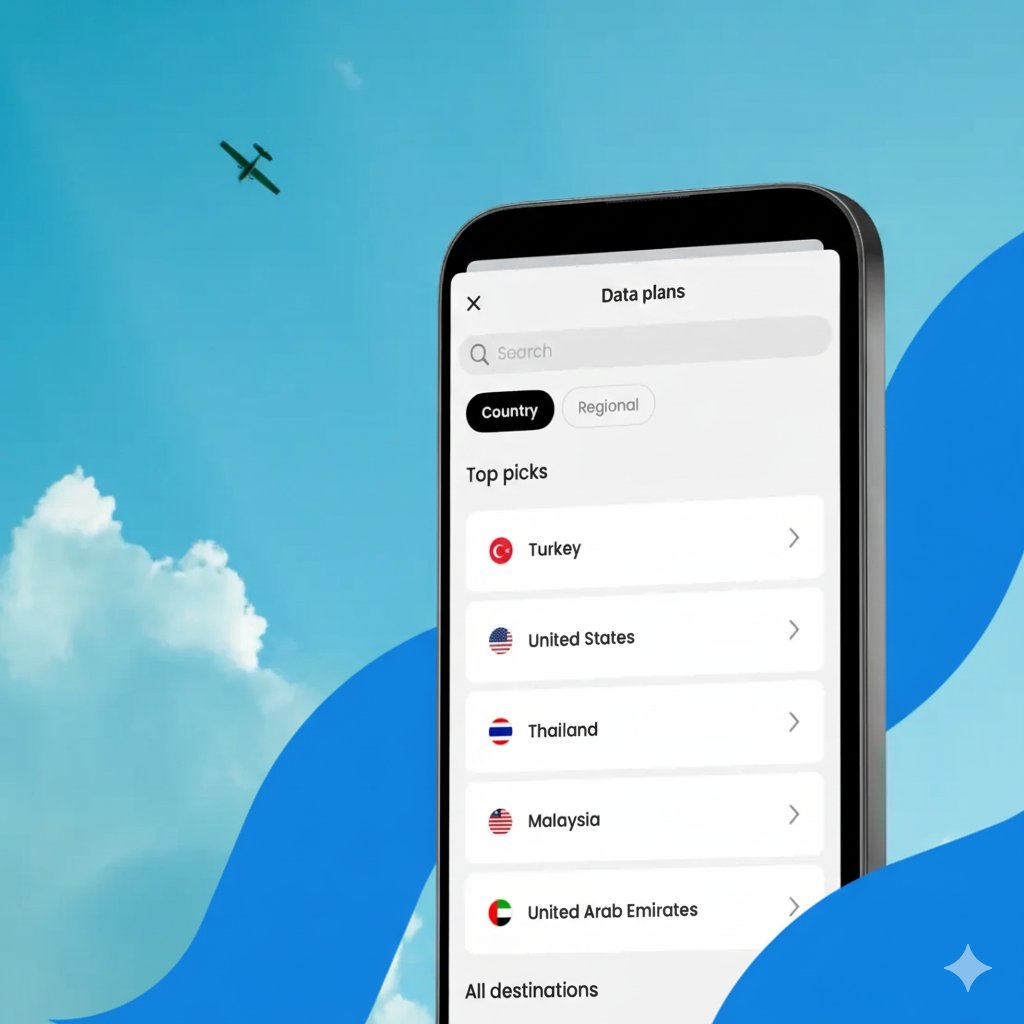 Data plans
Search
Country
Regional
Top picks
Turkey
United States
Thailand
Malaysia
United Arab Emirates
All destinations